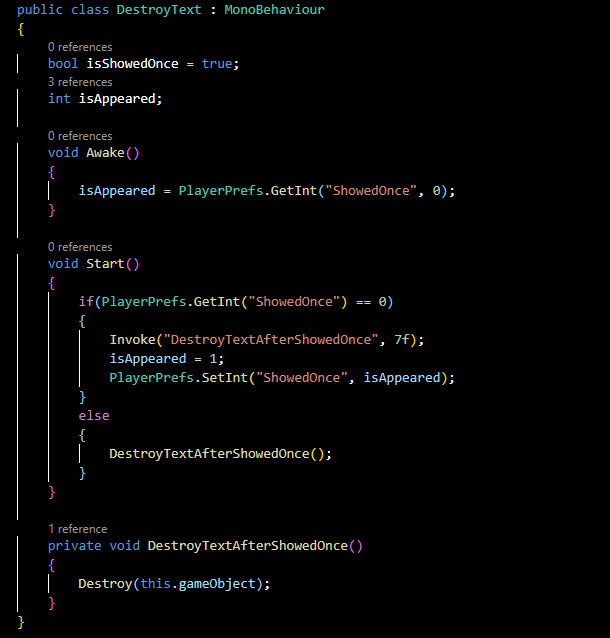 public class DestroyText : MonoBehaviour
{
0 references
bool isShowedOnce = true;
3 references
int isAppeared;
0 references
void Awake()
{
isAppeared = PlayerPrefs.GetInt("ShowedOnce", 0);
}
0 references
void Start()
{
if(PlayerPrefs.GetInt("ShowedOnce") == 0)
{
Invoke("DestroyTextAfterShowedOnce", 7f);
isAppeared = 1;
PlayerPrefs.SetInt("ShowedOnce", isAppeared);
}
else
{
DestroyTextAfterShowedOnce();
}
}
1 reference
private void DestroyTextAfterShowedOnce()
{
Destroy(this.gameObject);
}
}